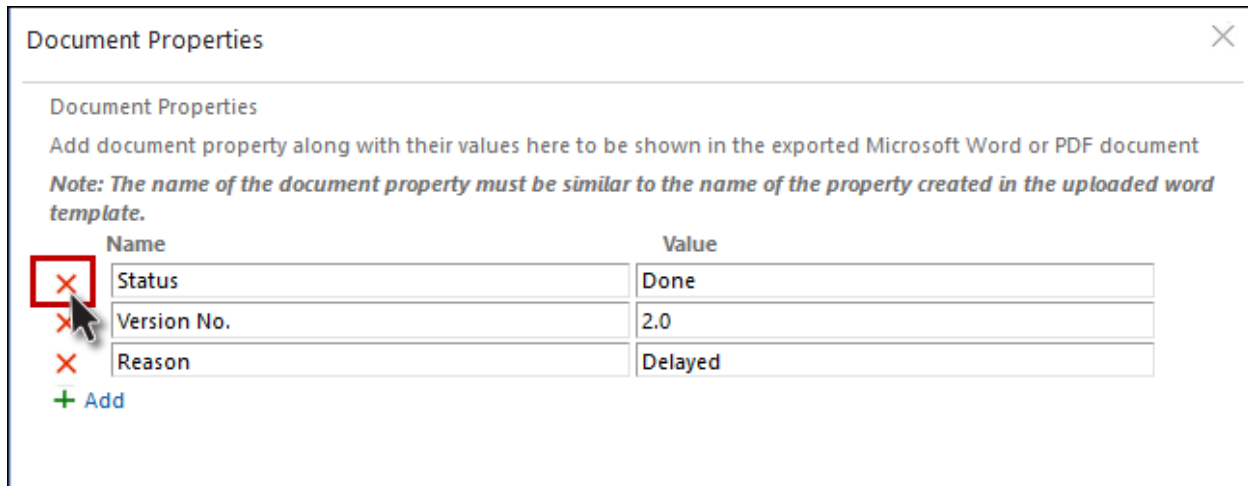 Document Properties
Document Properties
Add document property along with their values here to be shown in the exported Microsoft Word or PDF document
Note: The name of the document property must be similar to the name of the property created in the uploaded word
template.
Name Value
Status Done
Version No. 2.0
Reason Delayed
Add